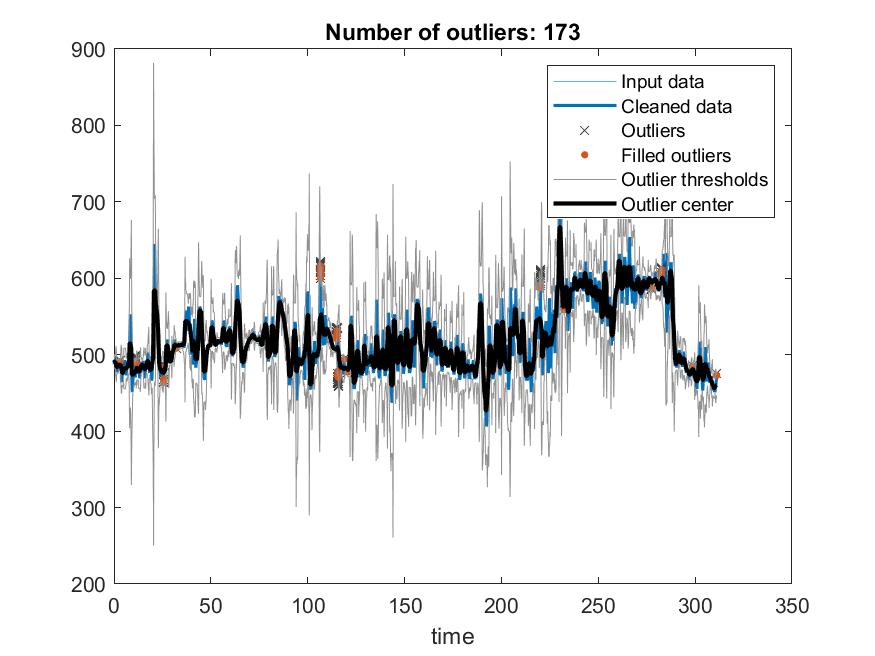 Number of outliers: 173
900
800
700
600
500
400
300
200
Input data
Cleaned data
Outliers
Filled outliers
Outlier thresholds
Outlier center
0 50 100 150 200 250 300 350
time